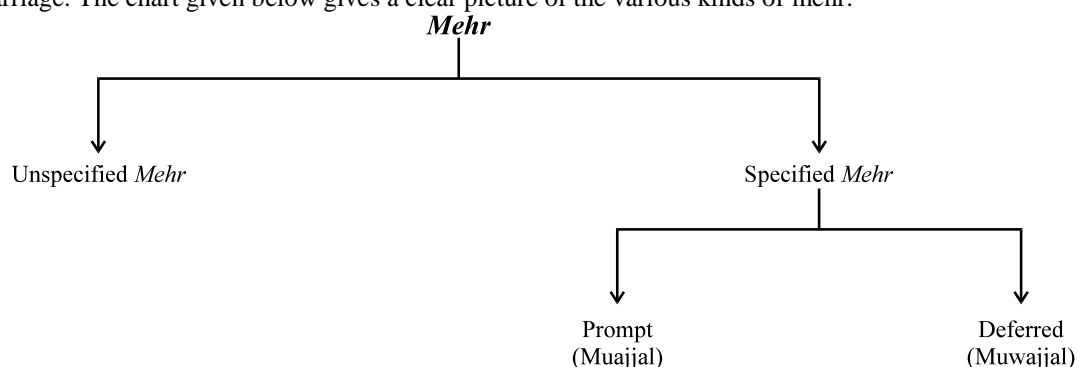 arriage. The chart given below gives a clear picture of the various kinds of mehr.
Mehr
Unspecified Mehr
Specified Mehr
Prompt
(Muajjal)
Deferred
(Muwajjal)